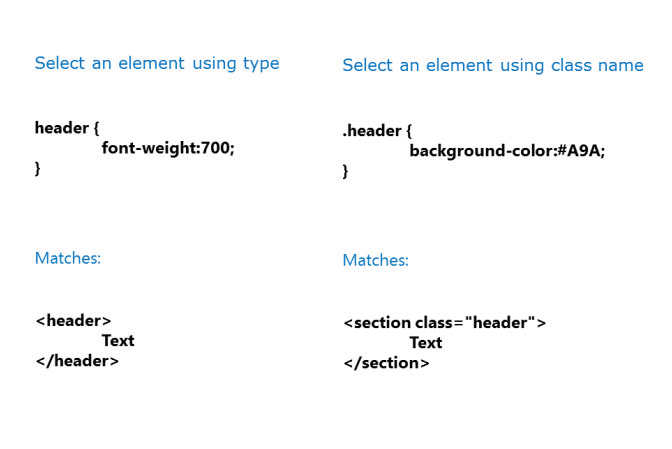 Select an element using type
header {
font-weight:700;
}
Matches:
<header>
Text
</header>
Select an element using class name
.header {
background-color:#A9A;
}
Matches:
<section class="header">
Text
</section>